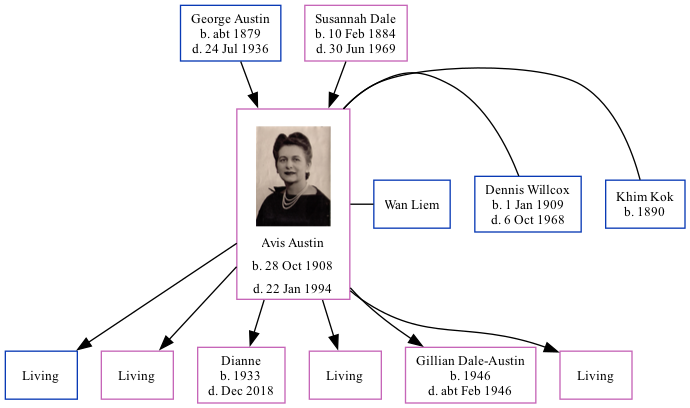 George Austin
b. abt 1879
d. 24 Jul 1936
Susannah Dale
b. 10 Feb 1884
d. 30 Jun 1969
Avis Austin
b. 28 Oct 1908
d. 22 Jan 1994
Wan Liem
Dennis Willcox
b. 1 Jan 1909
d. 6 Oct 1968
Khim Kok
b. 1890
Living
Living
Dianne
b. 1933
d. Dec 2018
Living
Gillian Dale-Austin
b. 1946
d. abt Feb 1946
Living